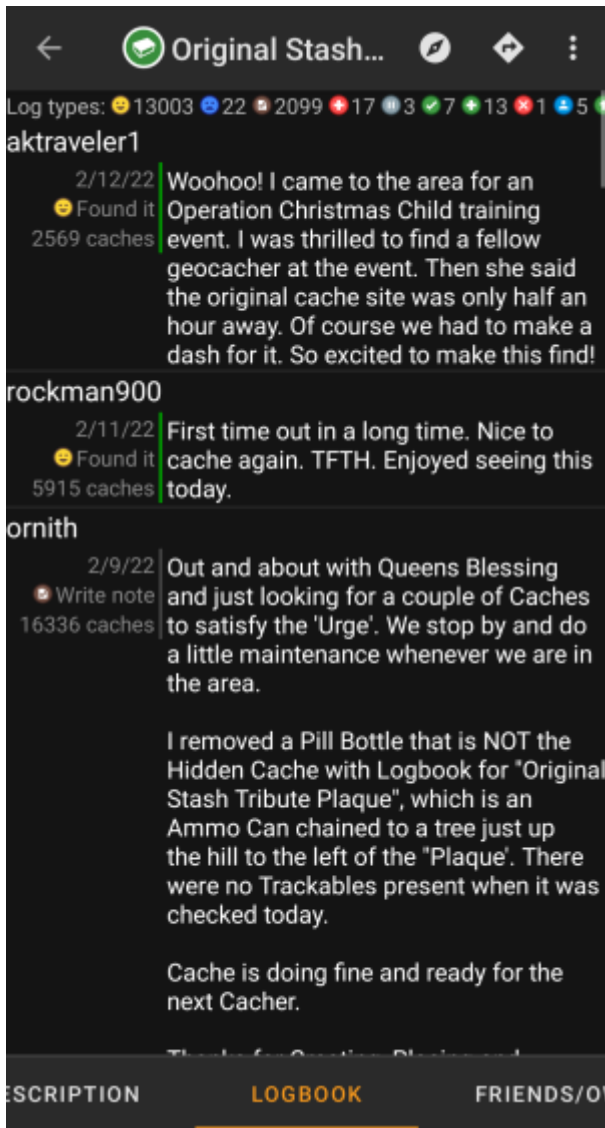 Original Stash...
Log types: 13003 22 2099 17 3 7 13 1 5
aktraveler1
2/12/22
Found it
2569 caches
Woohoo! I came to the area for an
Operation Christmas Child training
event. I was thrilled to find a fellow
geocacher at the event. Then she said
the original cache site was only half an
hour away. Of course we had to make a
dash for it. So excited to make this find!
rockman900
2/11/22
Found it
5915 caches
First time out in a long time. Nice to
cache again. TFTH. Enjoyed seeing this
today.
ornith
2/9/22
Write note
16336 caches
Out and about with Queens Blessing
and just looking for a couple of Caches
to satisfy the 'Urge'. We stop by and do
a little maintenance whenever we are in
the area.
I removed a Pill Bottle that is NOT the
Hidden Cache with Logbook for "Original
Stash Tribute Plaque", which is an
Ammo Can chained to a tree just up
the hill to the left of the "Plaque'. There
were no Trackables present when it was
checked today.
Cache is doing fine and ready for the
next Cacher.
ESCRIPTION
LOGBOOK
FRIENDS/O